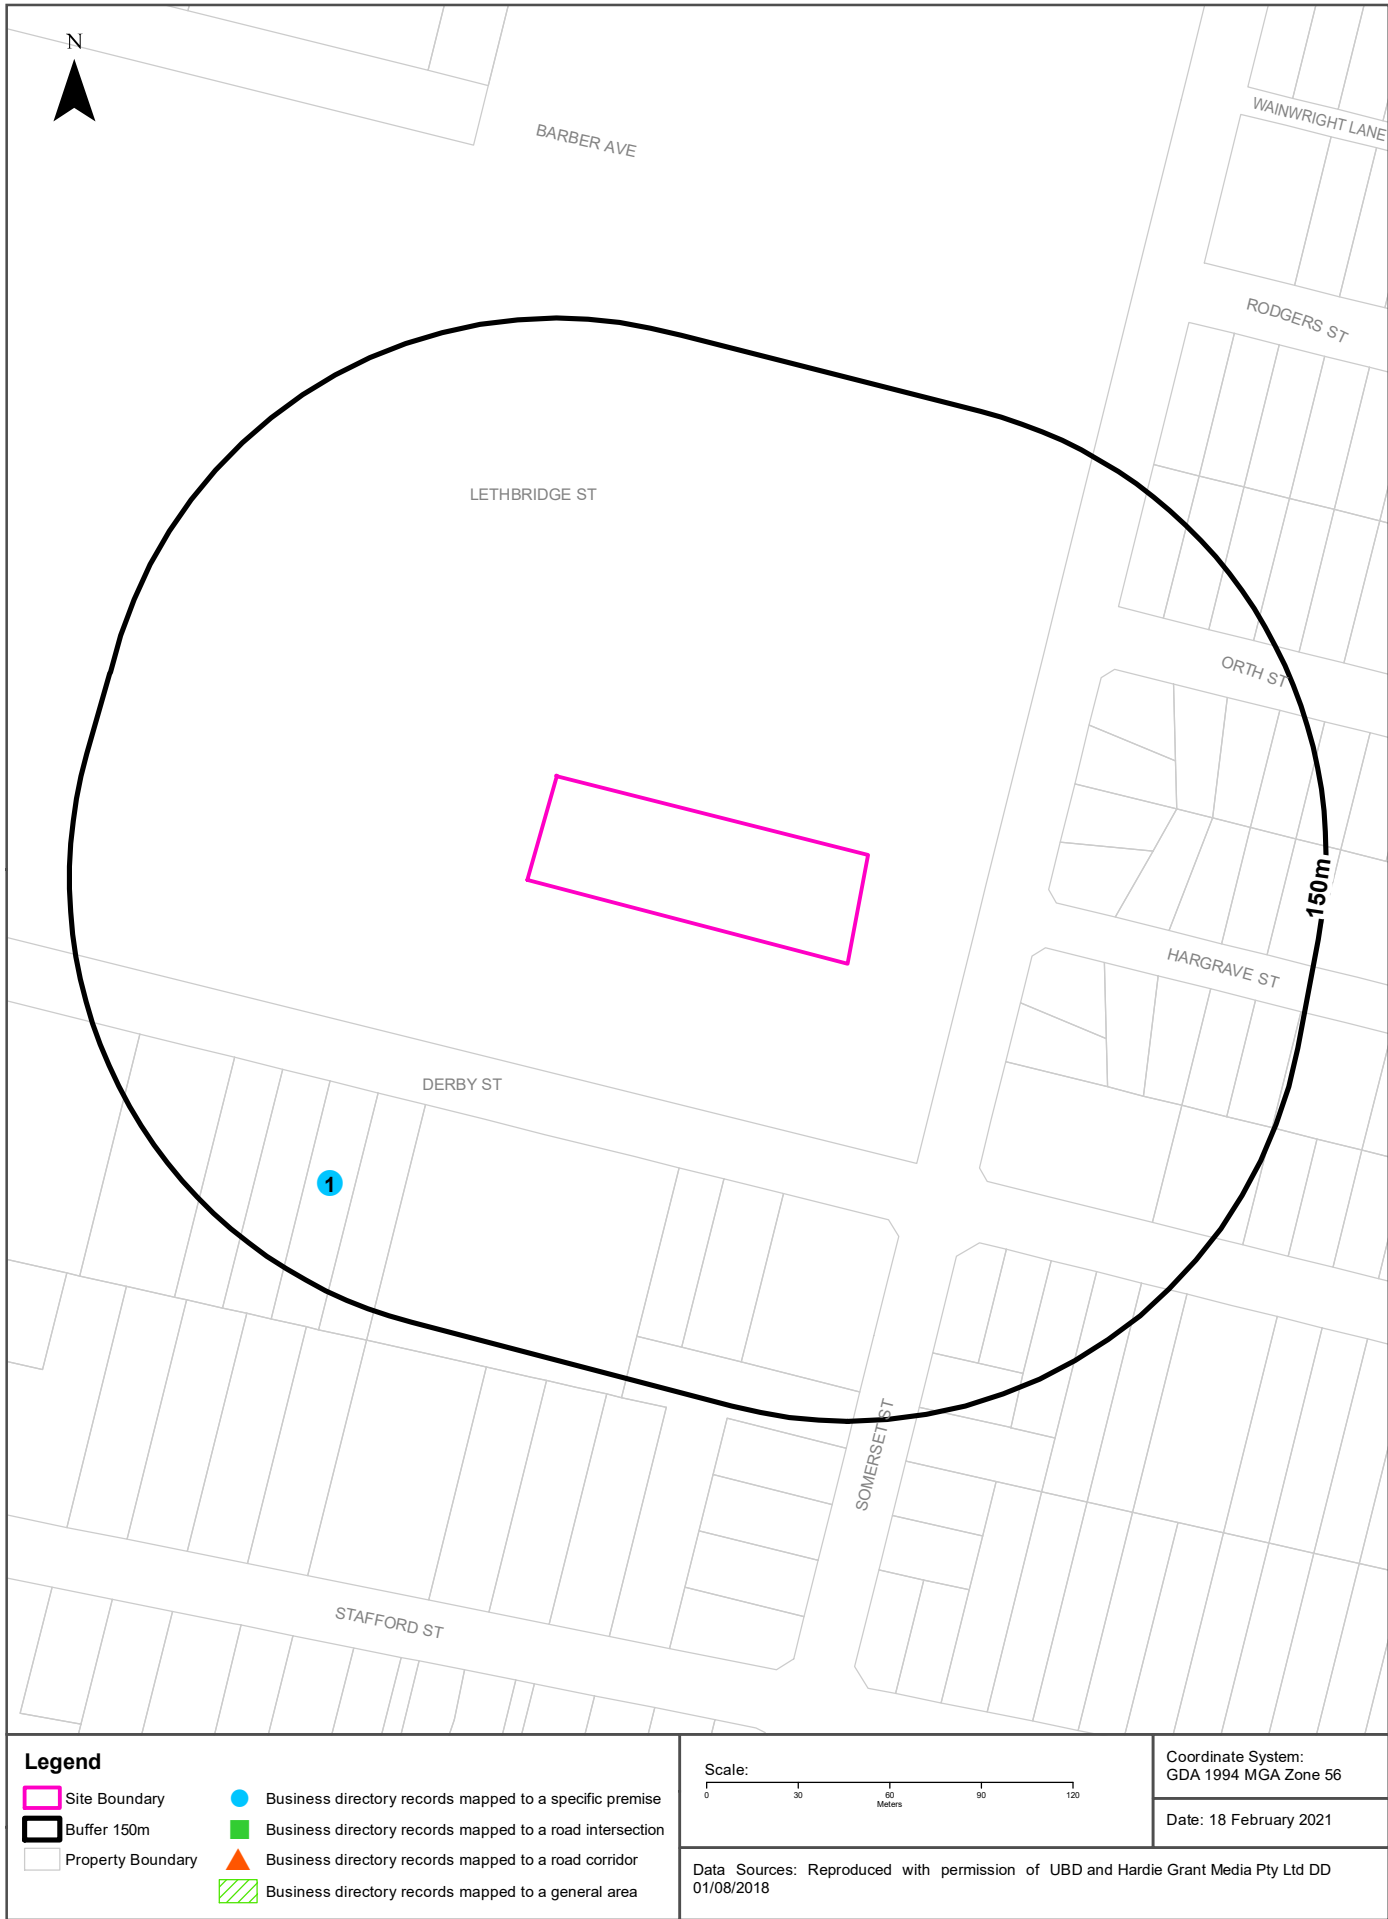 N
BARBER AVE
WAINWRIGHT LANE
RODGERS ST
LETHBRIDGE ST
ORTH ST
150m
HARGRAVE ST
DERBY ST
1
SOMERSET ST
STAFFORD ST
Legend
Site Boundary
Buffer 150m
Property Boundary
Business directory records mapped to a specific premise
Business directory records mapped to a road intersection
Business directory records mapped to a road corridor
Business directory records mapped to a general area
Scale:
0 30 60 90 120
Meters
Coordinate System:
GDA 1994 MGA Zone 56
Date: 18 February 2021
Data Sources: Reproduced with permission of UBD and Hardie Grant Media Pty Ltd DD
01/08/2018